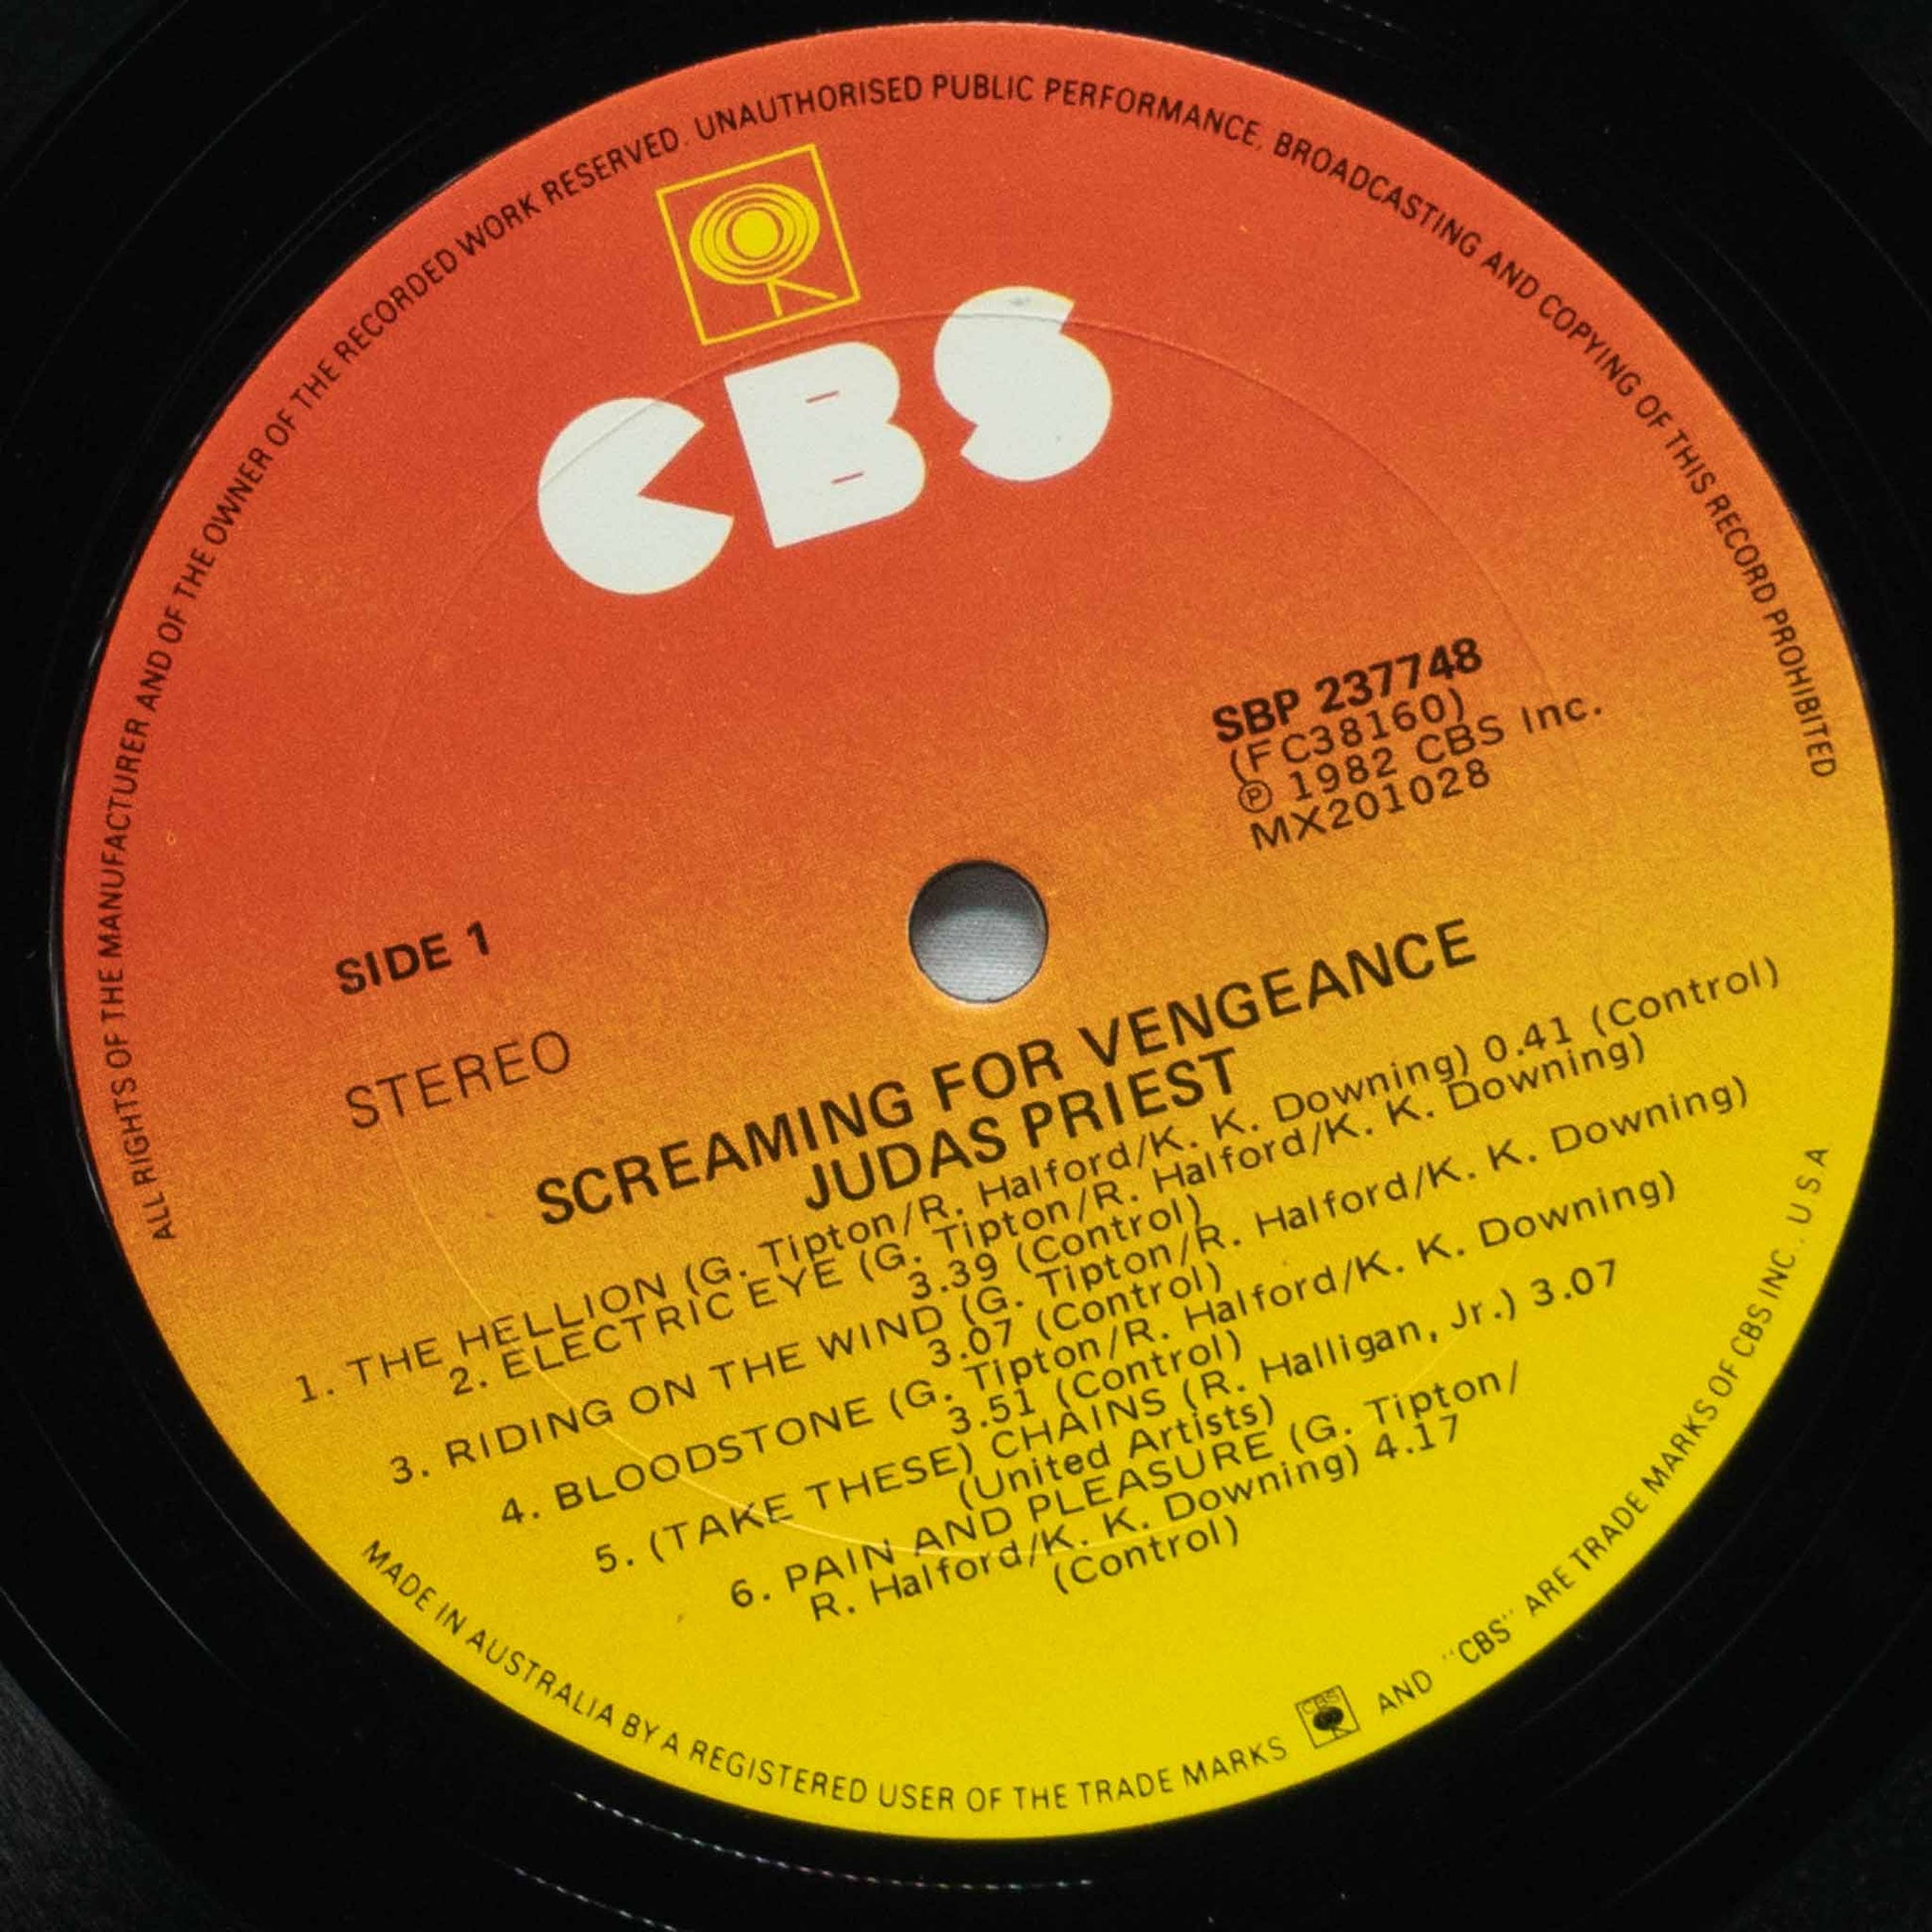 ALL RIGHTS OF THE MANUFACTURER AND OF THE OWNER OF THE RECORDED WORK RESERVED. UNAUTHORISED PUBLIC PERFORMANCE, BROADCASTING AND COPYING OF THIS RECORD PROHIBITED
CBS
SBP 237748
(FC38160)
℗ 1982 CBS Inc.
MX201028
SIDE 1
STEREO
SCREAMING FOR VENGEANCE
JUDAS PRIEST
1. THE HELLION (G. Tipton/R. Halford/K. K. Downing) 0.41 (Control)
2. ELECTRIC EYE (G. Tipton/R. Halford/K. K. Downing)
3.39 (Control)
3. RIDING ON THE WIND (G. Tipton/R. Halford/K. K. Downing)
3.07 (Control)
4. BLOODSTONE (G. Tipton/R. Halford/K. K. Downing)
3.51 (Control)
5. (TAKE THESE) CHAINS (R. Halligan, Jr.) 3.07
(United Artists)
6. PAIN AND PLEASURE (G. Tipton/
R. Halford/K. K. Downing) 4.17
(Control)
MADE IN AUSTRALIA BY A REGISTERED USER OF THE TRADE MARKS CBS AND "CBS" ARE TRADE MARKS OF CBS INC., USA